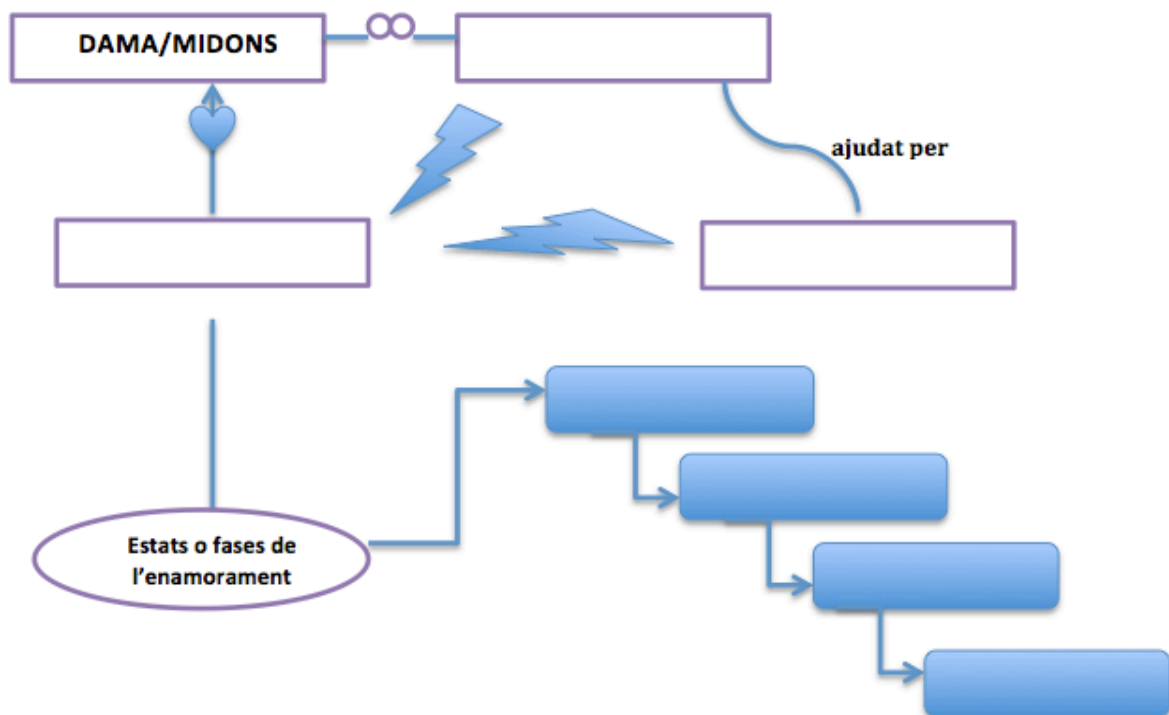 DAMA/MIDONS
ajudat per
Estats o fases de
l’enamorament